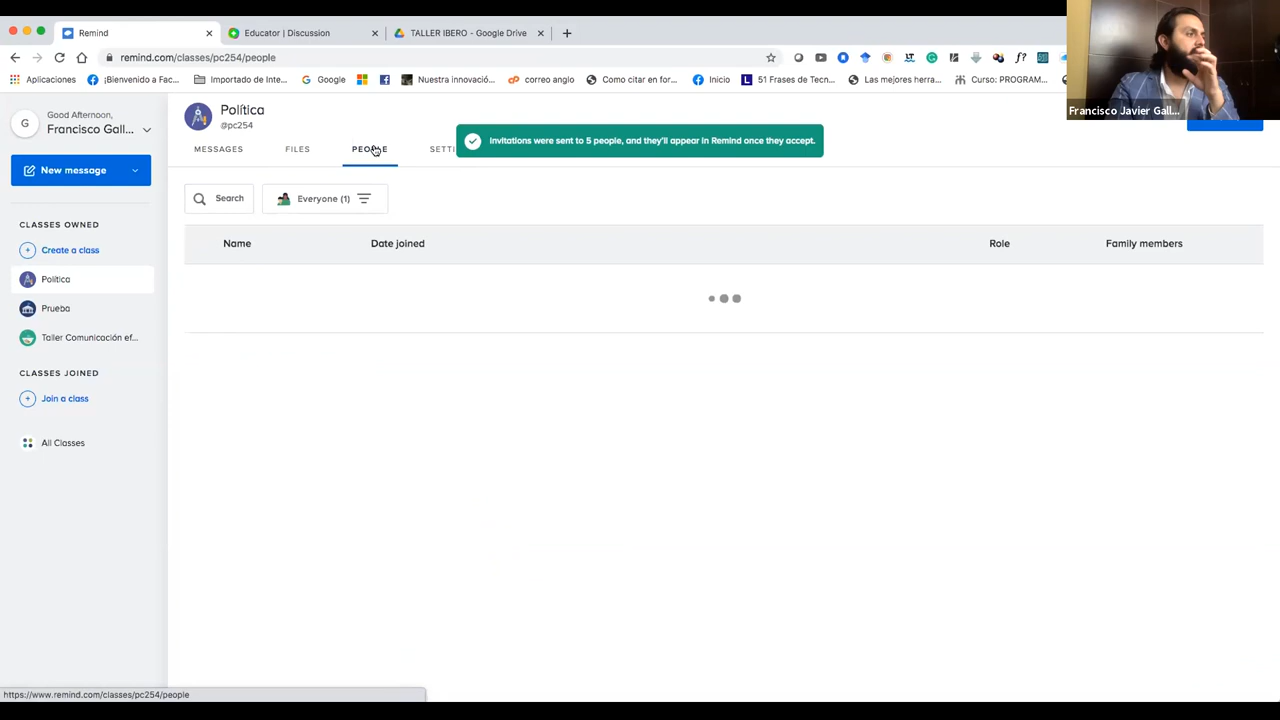 Remind
Educator | Discussion
TALLER IBERO - Google Drive
remind.com/classes/pc254/people
Aplicaciones
¡Bienvenido a Fac...
Importado de Inte...
Google
Nuestra innovació...
correo anglo
Como citar en for...
Inicio
51 Frases de Tecn...
Las mejores herra...
Curso: PROGRAM...
Francisco Javier Gall...
G
Good Afternoon,
Francisco Gall...
New message
CLASSES OWNED
Create a class
Política
Prueba
Taller Comunicación ef...
CLASSES JOINED
Join a class
All Classes
Política
@pc254
MESSAGES
FILES
PEOPLE
SETTI
Invitations were sent to 5 people, and they'll appear in Remind once they accept.
Search
Everyone (1)
Name
Date joined
Role
Family members
https://www.remind.com/classes/pc254/people